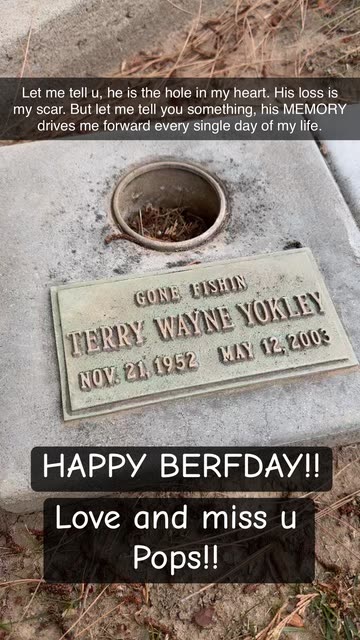 Let me tell u, he is the hole in my heart. His loss is
my scar. But let me tell you something, his MEMORY
drives me forward every single day of my life.
GONE FISHIN
TERRY WAYNE YOKLEY
NOV. 21, 1952 MAY 12, 2003
HAPPY BERFDAY!!
Love and miss u
Pops!!